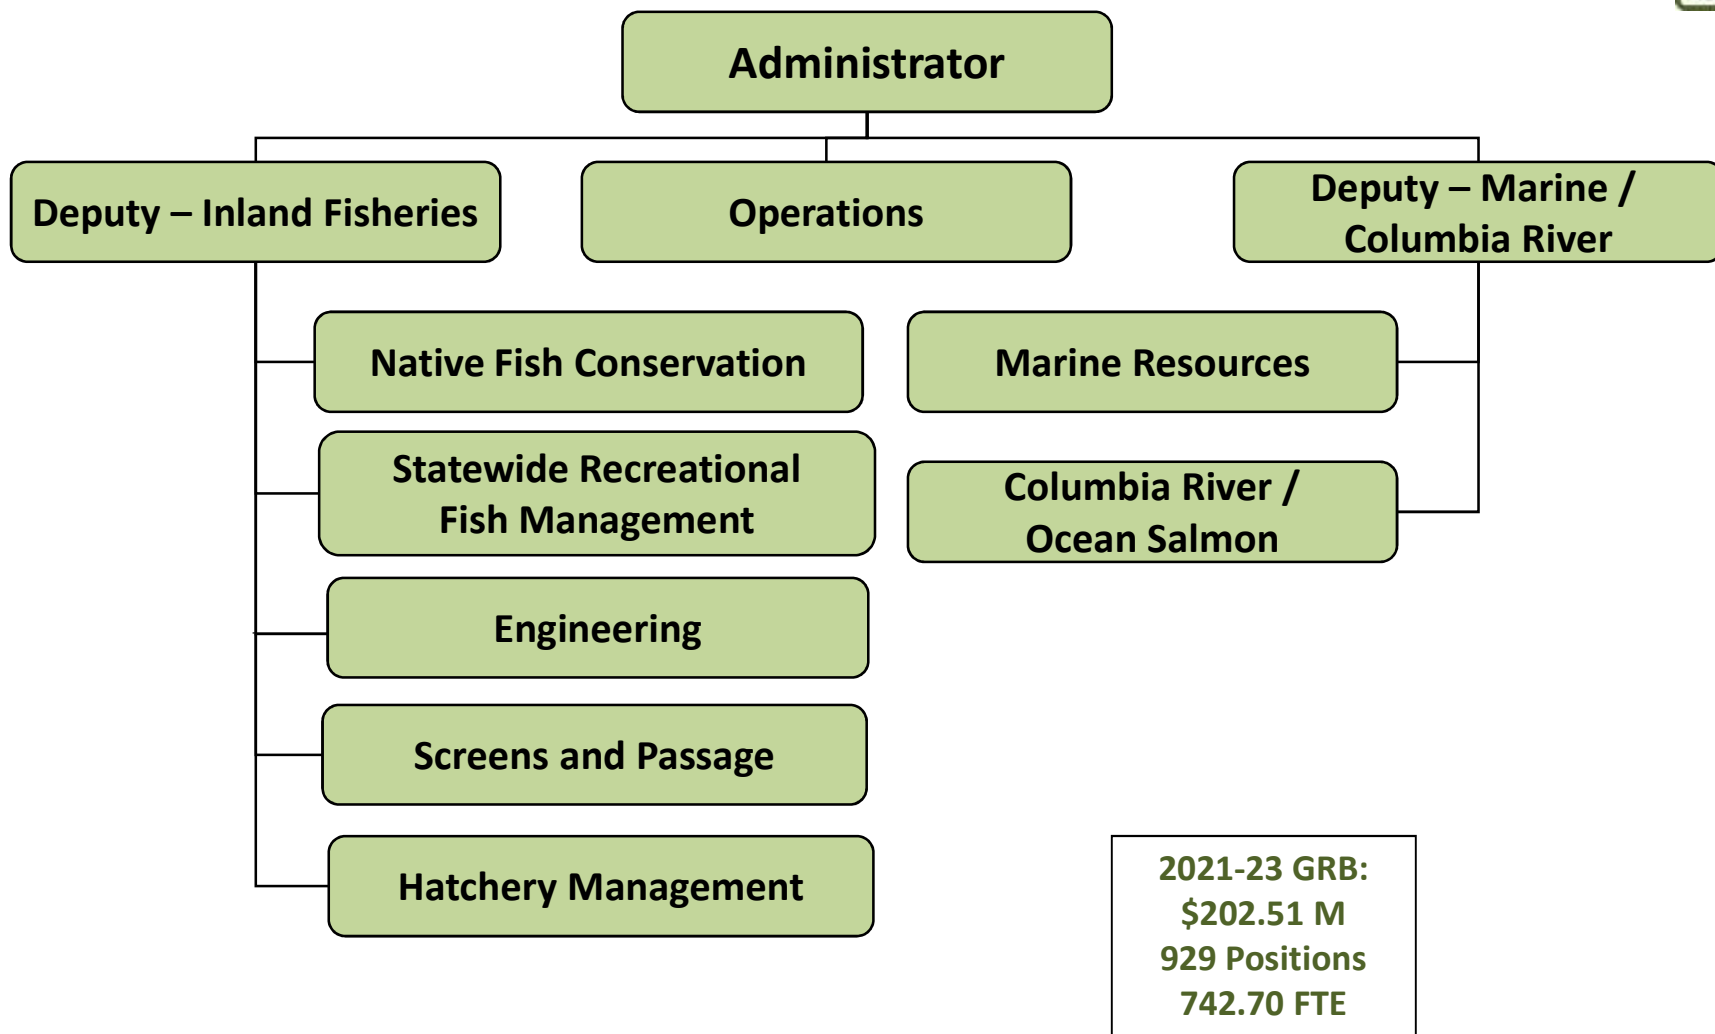 Administrator
Deputy – Inland Fisheries
Operations
Deputy – Marine /
Columbia River
Native Fish Conservation
Marine Resources
Statewide Recreational
Fish Management
Columbia River /
Ocean Salmon
Engineering
Screens and Passage
Hatchery Management
2021-23 GRB:
$202.51 M
929 Positions
742.70 FTE